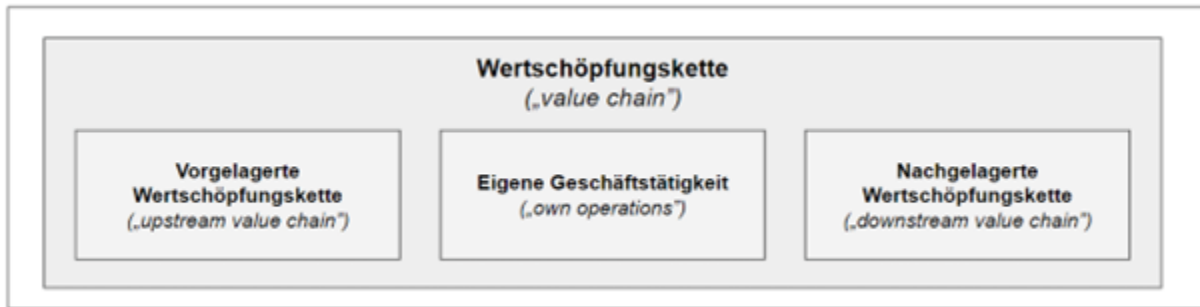 Wertschöpfungskette
(„value chain”)
Vorgelagerte
Wertschöpfungskette
(„upstream value chain”)
Eigene Geschäftstätigkeit
(„own operations”)
Nachgelagerte
Wertschöpfungskette
(„downstream value chain”)